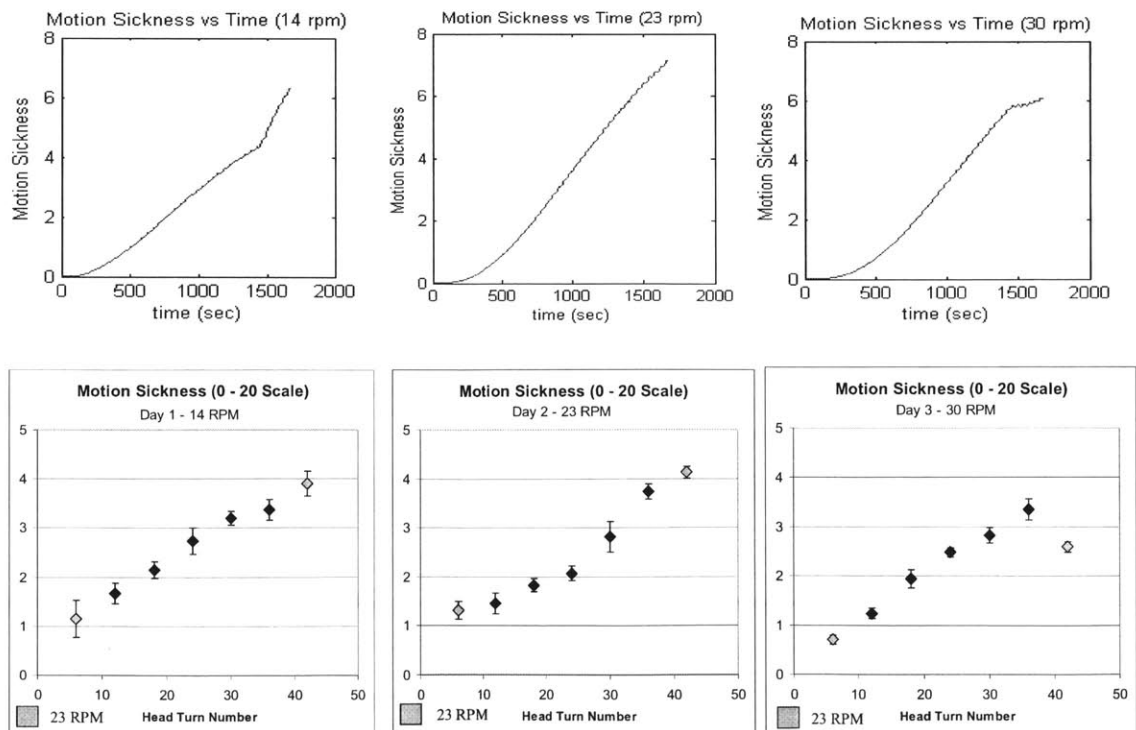 Motion Sickness vs Time (14 rpm)
8
6
4
2
0
Motion Sickness
0 500 1000 1500 2000
time (sec)
Motion Sickness vs Time (23 rpm)
8
6
4
2
0
Motion Sickness
0 500 1000 1500 2000
time (sec)
Motion Sickness vs Time (30 rpm)
8
6
4
2
0
Motion Sickness
0 500 1000 1500 2000
time (sec)
Motion Sickness (0 - 20 Scale)
Day 1 - 14 RPM
5
4
3
2
1
0
0 10 20 30 40 50
23 RPM Head Turn Number
Motion Sickness (0 - 20 Scale)
Day 2 - 23 RPM
5
4
3
2
1
0
0 10 20 30 40 50
23 RPM Head Turn Number
Motion Sickness (0 - 20 Scale)
Day 3 - 30 RPM
5
4
3
2
1
0
0 10 20 30 40 50
23 RPM Head Turn Number